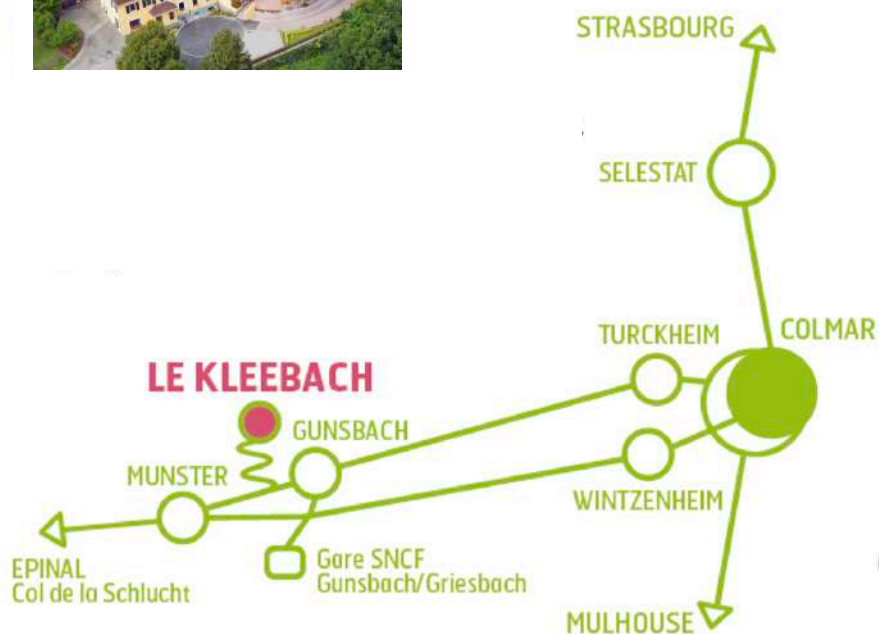 STRASBOURG
SELESTAT
TURCKHEIM
COLMAR
LE KLEEBACH
GUNSBACH
MUNSTER
WINTZENHEIM
EPINAL
Col de la Schlucht
Gare SNCF
Gunsbach/Griesbach
MULHOUSE